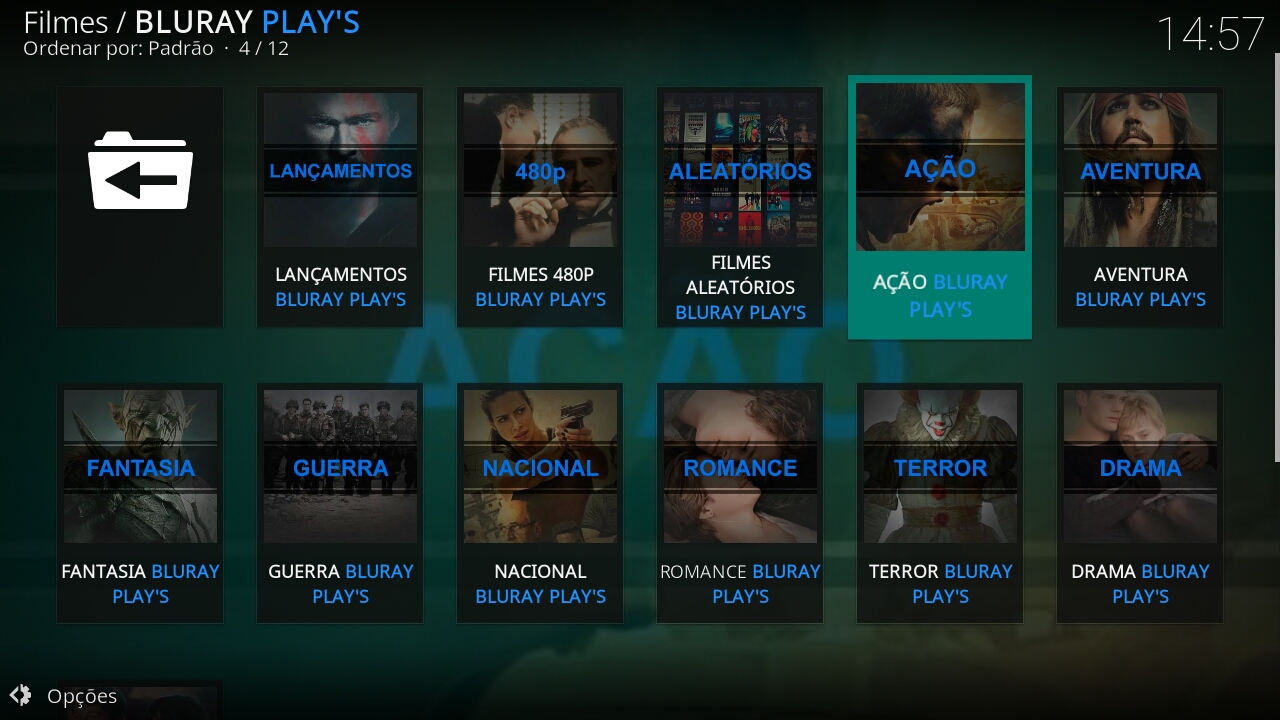 Filmes / BLURAY PLAY'S
Ordenar por: Padrão · 4 / 12
14:57
LANÇAMENTOS
480p
ALEATÓRIOS
AÇÃO
AVENTURA
LANÇAMENTOS
BLURAY PLAY'S
FILMES 480P
BLURAY PLAY'S
FILMES
ALEATÓRIOS
BLURAY PLAY'S
AÇÃO BLURAY
PLAY'S
AVENTURA
BLURAY PLAY'S
AÇÃO
FANTASIA
GUERRA
NACIONAL
ROMANCE
TERROR
DRAMA
FANTASIA BLURAY
PLAY'S
GUERRA BLURAY
PLAY'S
NACIONAL
BLURAY PLAY'S
ROMANCE BLURAY
PLAY'S
TERROR BLURAY
PLAY'S
DRAMA BLURAY
PLAY'S
Opções